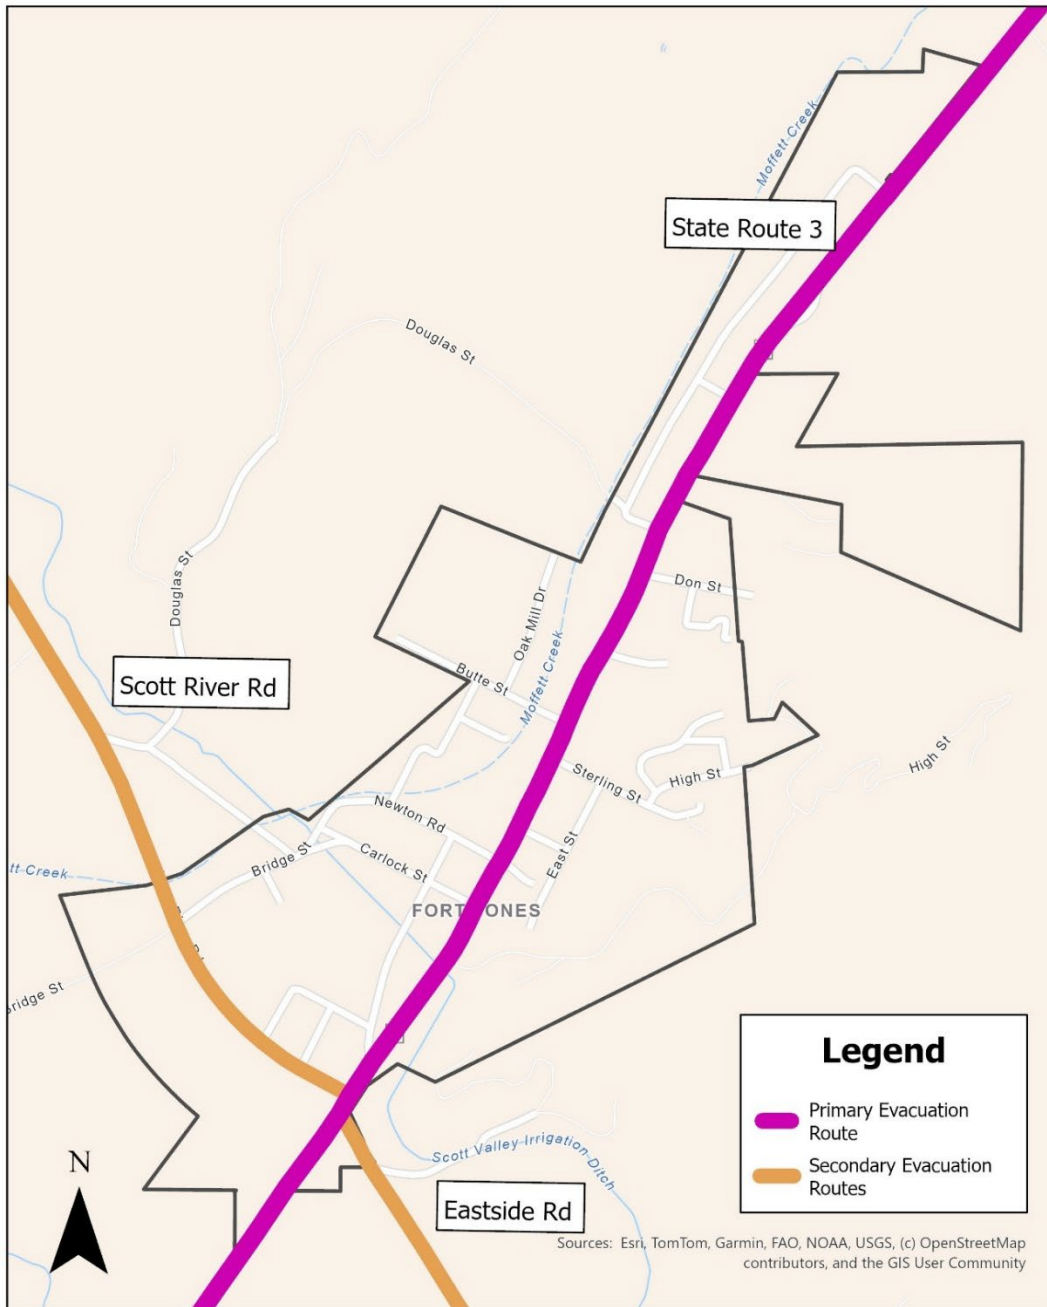 Moffett Creek
State Route 3
Douglas St
Douglas St
Don St
Oak Mill Dr
Butte St
Moffett Creek
Scott River Rd
High St
High St
Sterling St
Newton Rd
East St
Bridge St
Carlock St
tt Creek
FORT JONES
Bridge St
Scott Valley Irrigation Ditch
Eastside Rd
N
Legend
Primary Evacuation
Route
Secondary Evacuation
Routes
Sources: Esri, TomTom, Garmin, FAO, NOAA, USGS, (c) OpenStreetMap
contributors, and the GIS User Community